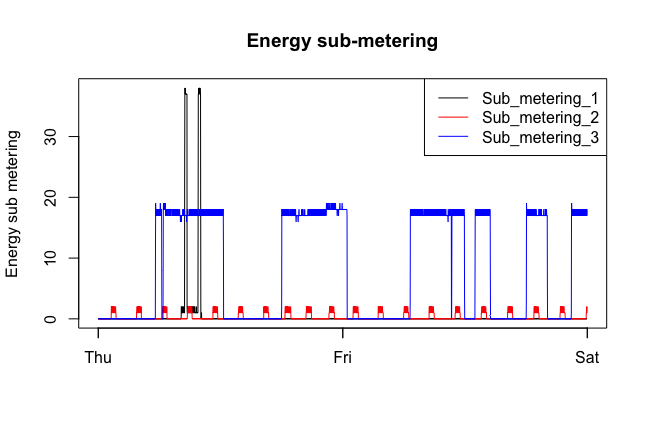 Energy sub-metering
Sub_metering_1
Sub_metering_2
Sub_metering_3
Energy sub metering
30
20
10
0
Thu
Fri
Sat